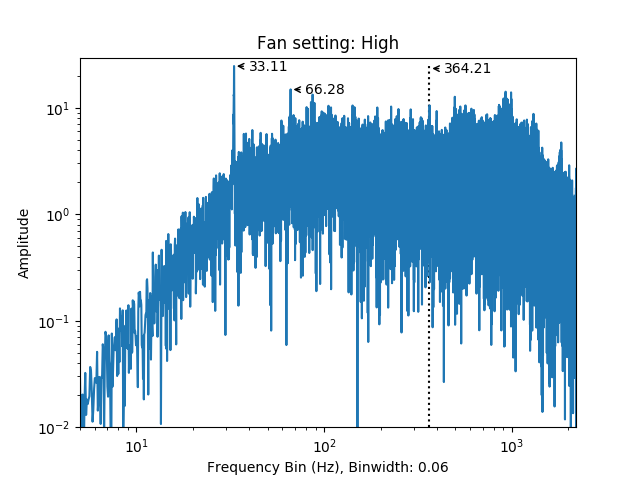 Fan setting: High
33.11
364.21
66.28
10¹
10⁰
10⁻¹
10⁻²
Amplitude
10¹ 10² 10³
Frequency Bin (Hz), Binwidth: 0.06